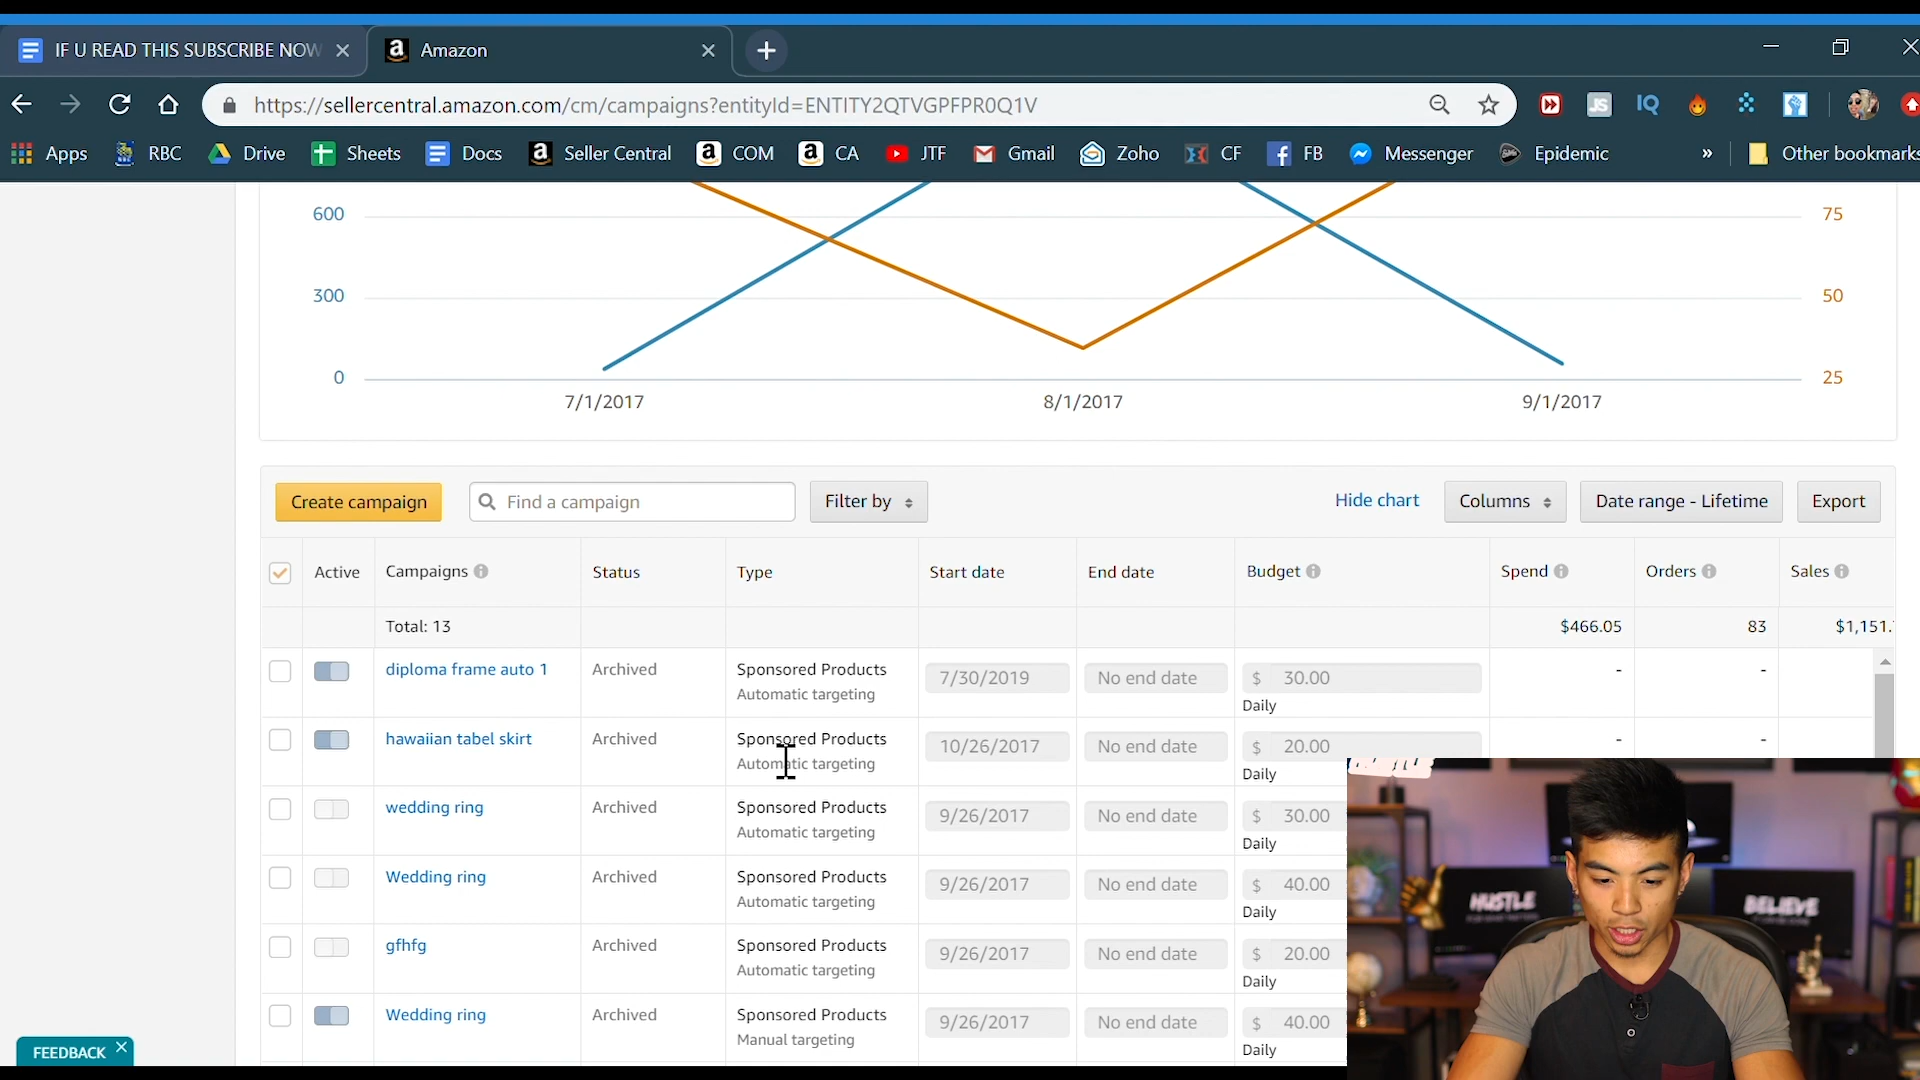 IF U READ THIS SUBSCRIBE NOW
Amazon
https://sellercentral.amazon.com/cm/campaigns?entityId=ENTITY2QTVGPFPR0Q1V
JS
IQ
Apps RBC Drive Sheets Docs Seller Central COM CA JTF Gmail Zoho CF FB Messenger Epidemic » Other bookmarks
600 75
300 50
0 25
7/1/2017 8/1/2017 9/1/2017
Create campaign Find a campaign Filter by Hide chart Columns Date range - Lifetime Export
Active Campaigns Status Type Start date End date Budget Spend Orders Sales
Total: 13 $466.05 83 $1,151.
diploma frame auto 1 Archived Sponsored Products 7/30/2019 No end date $ 30.00 - -
Automatic targeting Daily
hawaiian tabel skirt Archived Sponsored Products 10/26/2017 No end date $ 20.00 - -
Automatic targeting Daily
wedding ring Archived Sponsored Products 9/26/2017 No end date $ 30.00
Automatic targeting Daily
Wedding ring Archived Sponsored Products 9/26/2017 No end date $ 40.00
Automatic targeting Daily
gfhfg Archived Sponsored Products 9/26/2017 No end date $ 20.00
Automatic targeting Daily
Wedding ring Archived Sponsored Products 9/26/2017 No end date $ 40.00
Manual targeting Daily
HUSTLE
BELIEVE
FEEDBACK